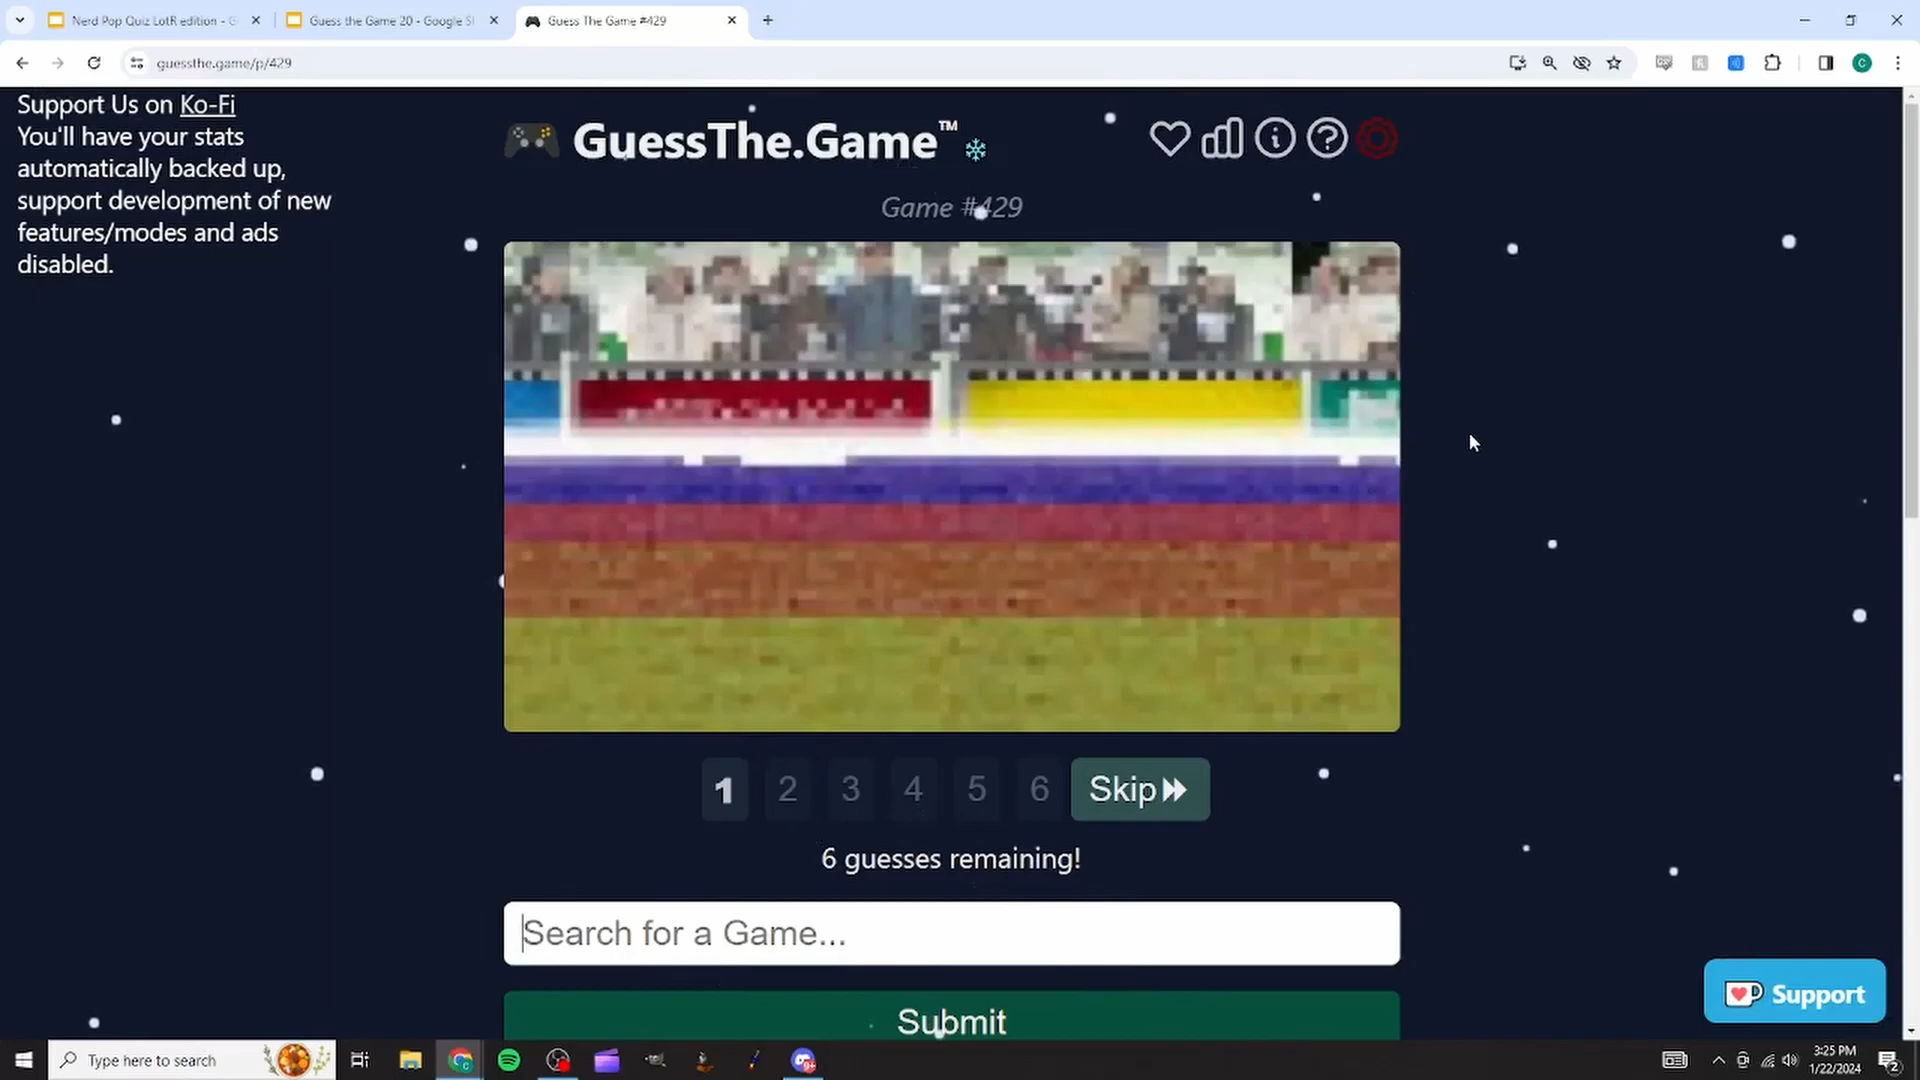 Nerd Pop Quiz LotR edition - G
Guess the Game 20 - Google Sl
Guess The Game #429
guessthe.game/p/429
Support Us on Ko-Fi
You'll have your stats
automatically backed up,
support development of new
features/modes and ads
disabled.
GuessThe.Game™
Game #429
1 2 3 4 5 6 Skip
6 guesses remaining!
Search for a Game...
Submit
Support
Type here to search
3:25 PM
1/22/2024